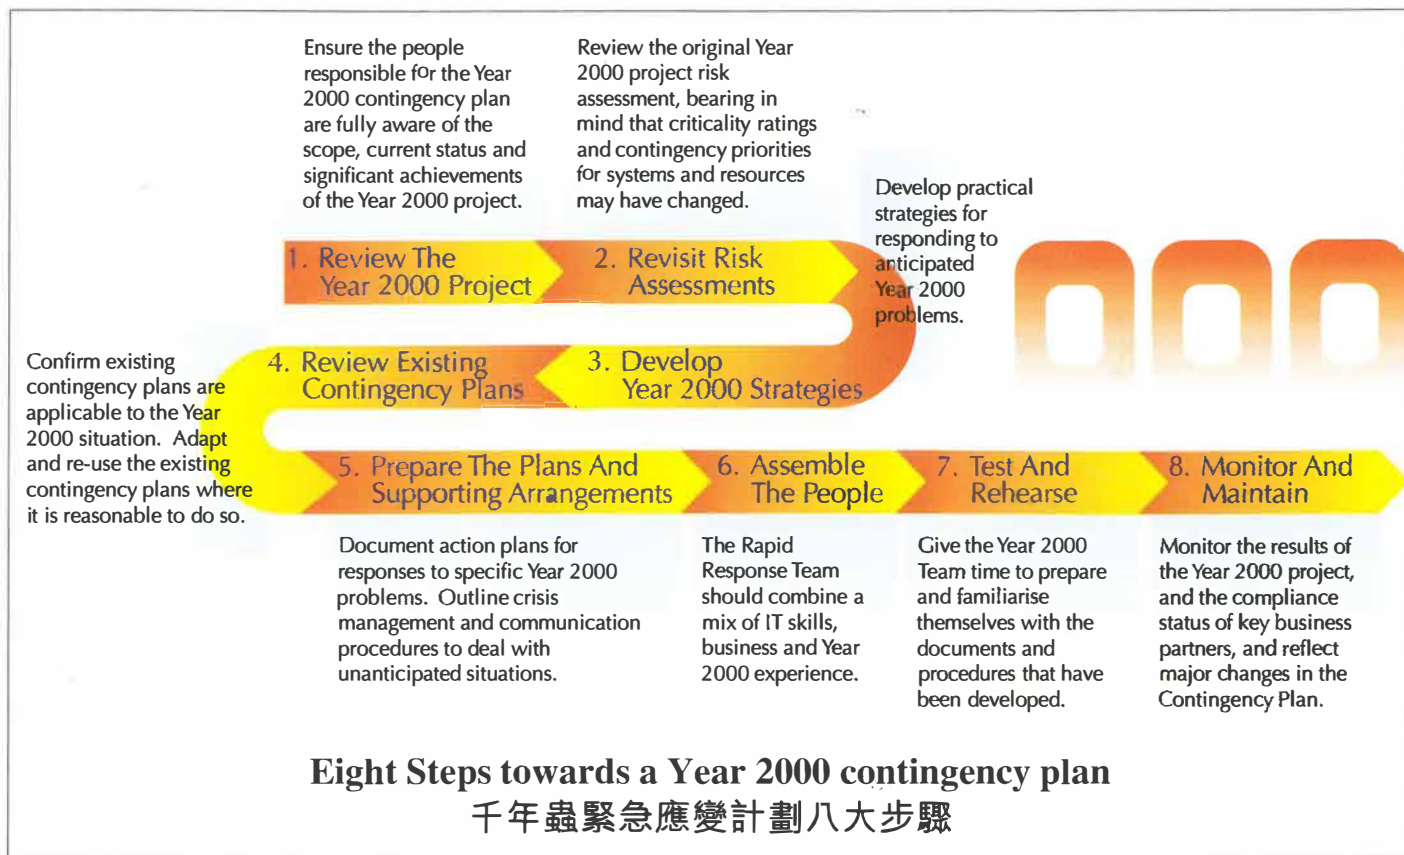 Ensure the people
responsible for the Year
2000 contingency plan
are fully aware of the
scope, current status and
significant achievements
of the Year 2000 project.
Review the original Year
2000 project risk
assessment, bearing in
mind that criticality ratings
and contingency priorities
for systems and resources
may have changed.
1. Review The
Year 2000 Project
2. Revisit Risk
Assessments
Develop practical
strategies for
responding to
anticipated
Year 2000
problems.
3. Develop
Year 2000 Strategies
4. Review Existing
Contingency Plans
Confirm existing
contingency plans are
applicable to the Year
2000 situation. Adapt
and re-use the existing
contingency plans where
it is reasonable to do so.
5. Prepare The Plans And
Supporting Arrangements
6. Assemble
The People
7. Test And
Rehearse
8. Monitor And
Maintain
Document action plans for
responses to specific Year 2000
problems. Outline crisis
management and communication
procedures to deal with
unanticipated situations.
The Rapid
Response Team
should combine a
mix of IT skills,
business and Year
2000 experience.
Give the Year 2000
Team time to prepare
and familiarise
themselves with the
documents and
procedures that have
been developed.
Monitor the results of
the Year 2000 project,
and the compliance
status of key business
partners, and reflect
major changes in the
Contingency Plan.
Eight Steps towards a Year 2000 contingency plan
千年蟲緊急應變計劃八大步驟